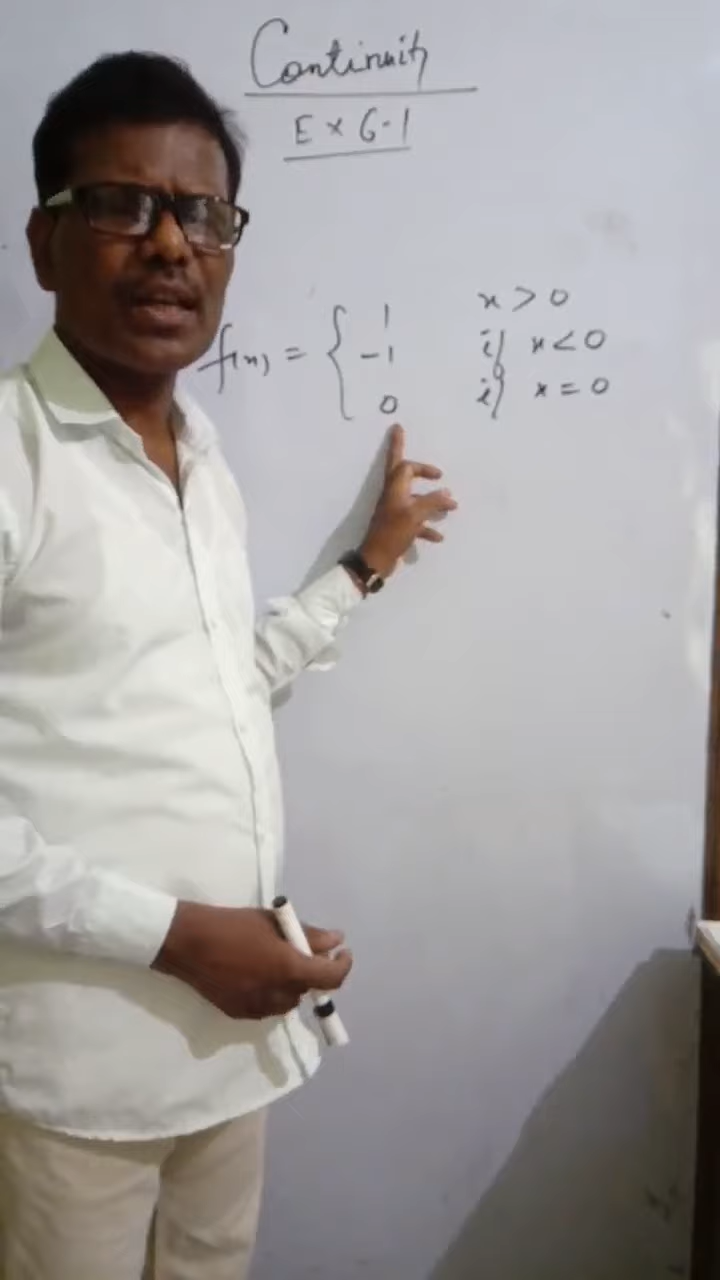 Continuity
Ex 6.1
f(x) = { 1 x > 0
-1 if x < 0
0 if x = 0